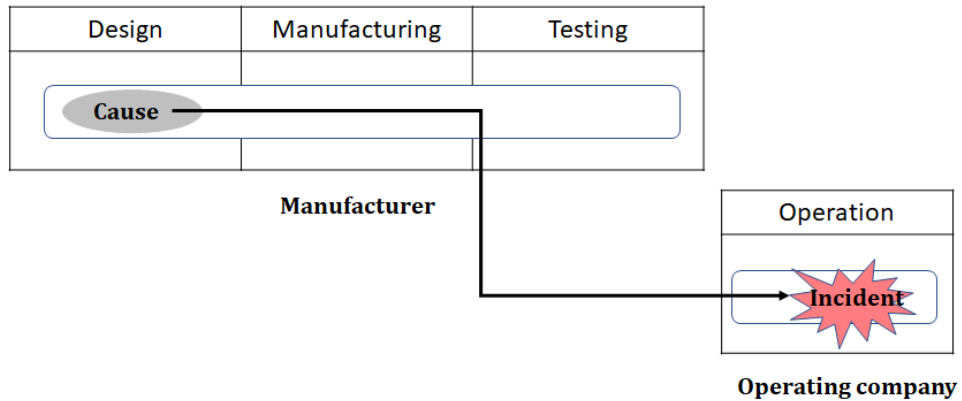 Design
Manufacturing
Testing
Cause
Manufacturer
Operation
Incident
Operating company